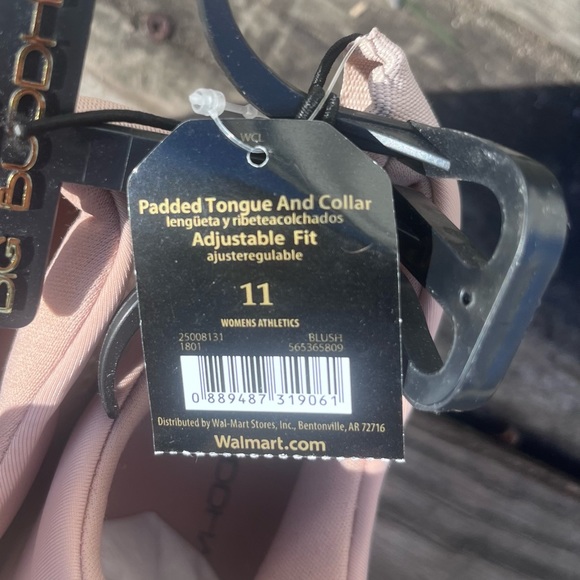 WCL
Padded Tongue And Collar
lengüeta y ribeteacolchados
Adjustable Fit
ajusteregulable
11
WOMENS ATHLETICS
25008131 BLUSH
1801 565365809
0 889487 319061
Distributed by Wal-Mart Stores, Inc., Bentonville, AR 72716
Walmart.com